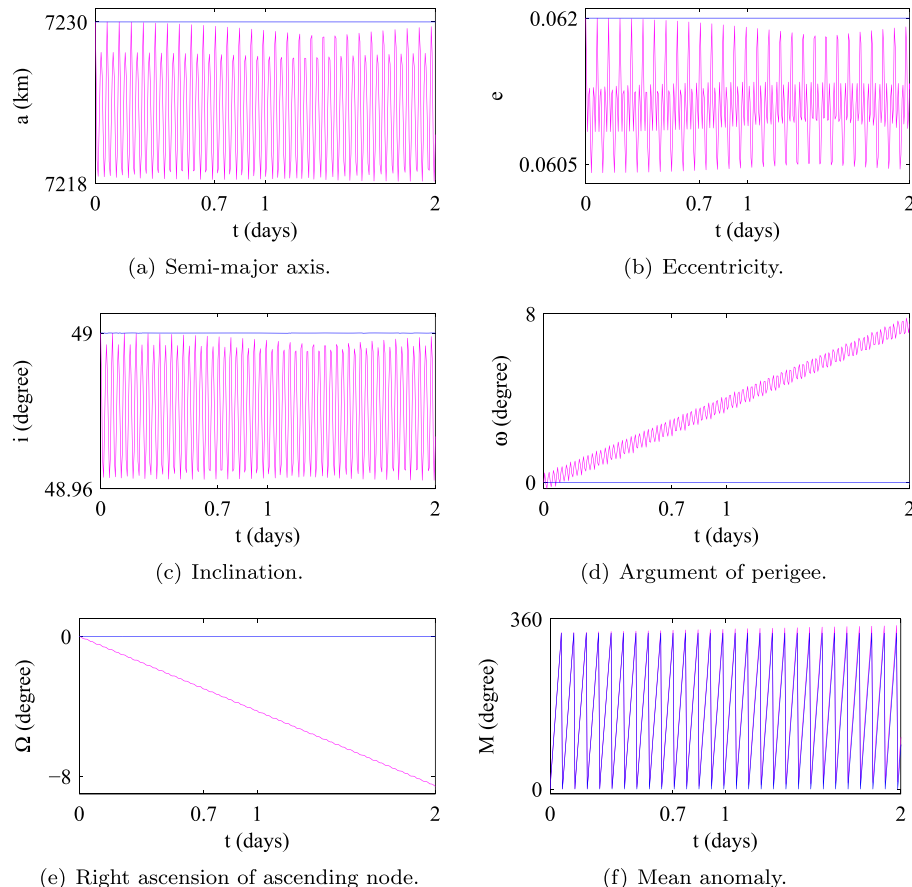 7230
a (km)
7218
0 0.7 1 2
t (days)
(a) Semi-major axis.
0.062
e
0.0605
0 0.7 1 2
t (days)
(b) Eccentricity.
49
i (degree)
48.96
0 0.7 1 2
t (days)
(c) Inclination.
8
4
ω (degree)
0
0 0.7 1 2
t (days)
(d) Argument of perigee.
0
Ω (degree)
−8
0 0.7 1 2
t (days)
(e) Right ascension of ascending node.
360
M (degree)
0
0 0.7 1 2
t (days)
(f) Mean anomaly.